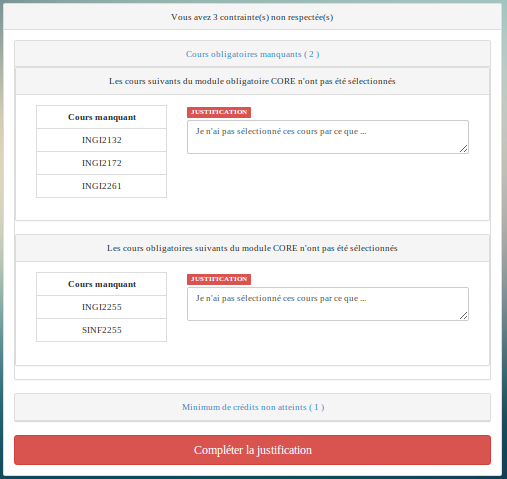 Vous avez 3 contrainte(s) non respectée(s)
Cours obligatoires manquants ( 2 )
Les cours suivants du module obligatoire CORE n'ont pas été sélectionnés
Cours manquant
INGI2132
INGI2172
INGI2261
JUSTIFICATION
Je n'ai pas sélectionné ces cours par ce que ...
Les cours obligatoires suivants du module CORE n'ont pas été sélectionnés
Cours manquant
INGI2255
SINF2255
JUSTIFICATION
Je n'ai pas sélectionné ces cours par ce que ...
Minimum de crédits non atteints ( 1 )
Compléter la justification